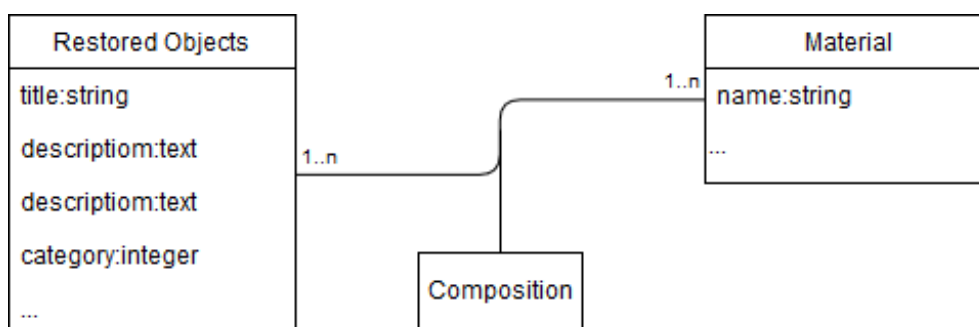 Restored Objects
title:string
descriptiom:text
descriptiom:text
category:integer
...
1..n
1..n
Material
name:string
...
Composition